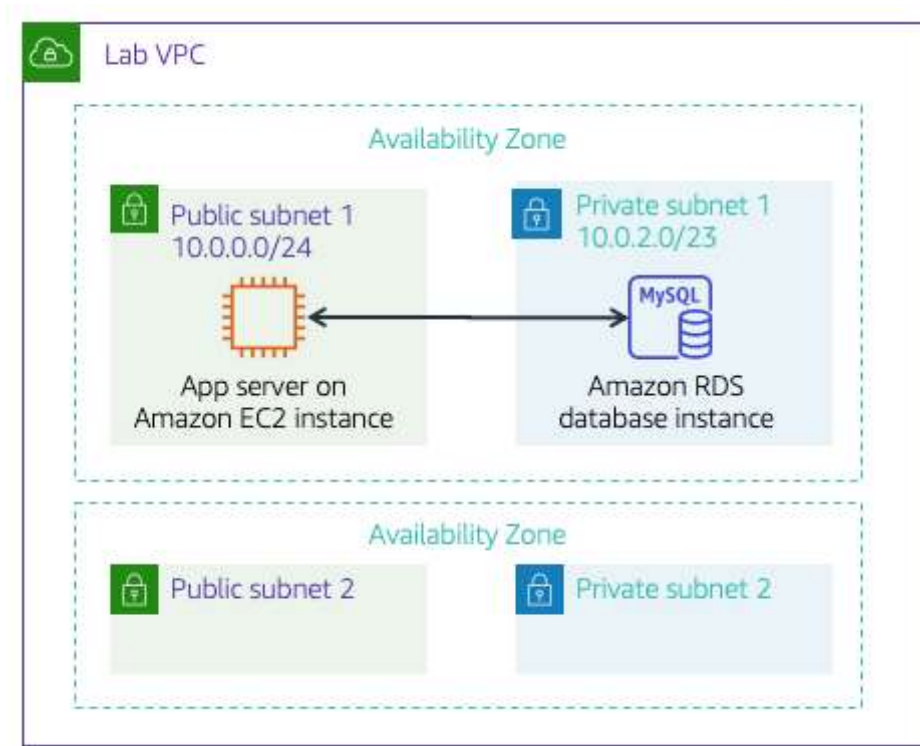 Lab VPC
Availability Zone
Public subnet 1
10.0.0.0/24
Private subnet 1
10.0.2.0/23
MySQL
App server on
Amazon EC2 instance
Amazon RDS
database instance
Availability Zone
Public subnet 2
Private subnet 2